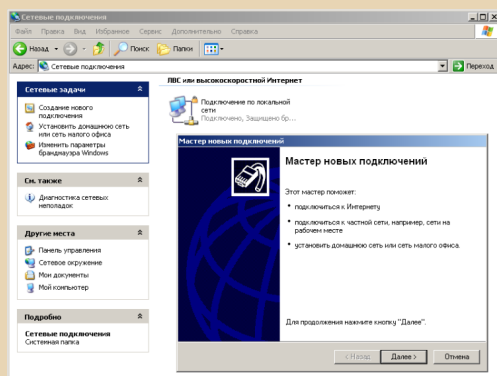 Сетевые подключения
Файл Правка Вид Избранное Сервис Дополнительно Справка
Назад Поиск Папки
Адрес: Сетевые подключения Переход
Сетевые задачи
Создание нового
подключения
Установить домашнюю сеть
или сеть малого офиса
Изменить параметры
брандмауэра Windows
См. также
Диагностика сетевых
неполадок
Другие места
Панель управления
Сетевое окружение
Мои документы
Мой компьютер
Подробно
Сетевые подключения
Системная папка
ЛВС или высокоскоростной Интернет
Подключение по локальной
сети
Подключено, Защищено бр...
Мастер новых подключений
Мастер новых подключений
Этот мастер поможет:
• подключиться к Интернету
• подключиться к частной сети, например, сети на
рабочем месте
• установить домашнюю сеть или сеть малого офиса.
Для продолжения нажмите кнопку "Далее".
< Назад Далее > Отмена